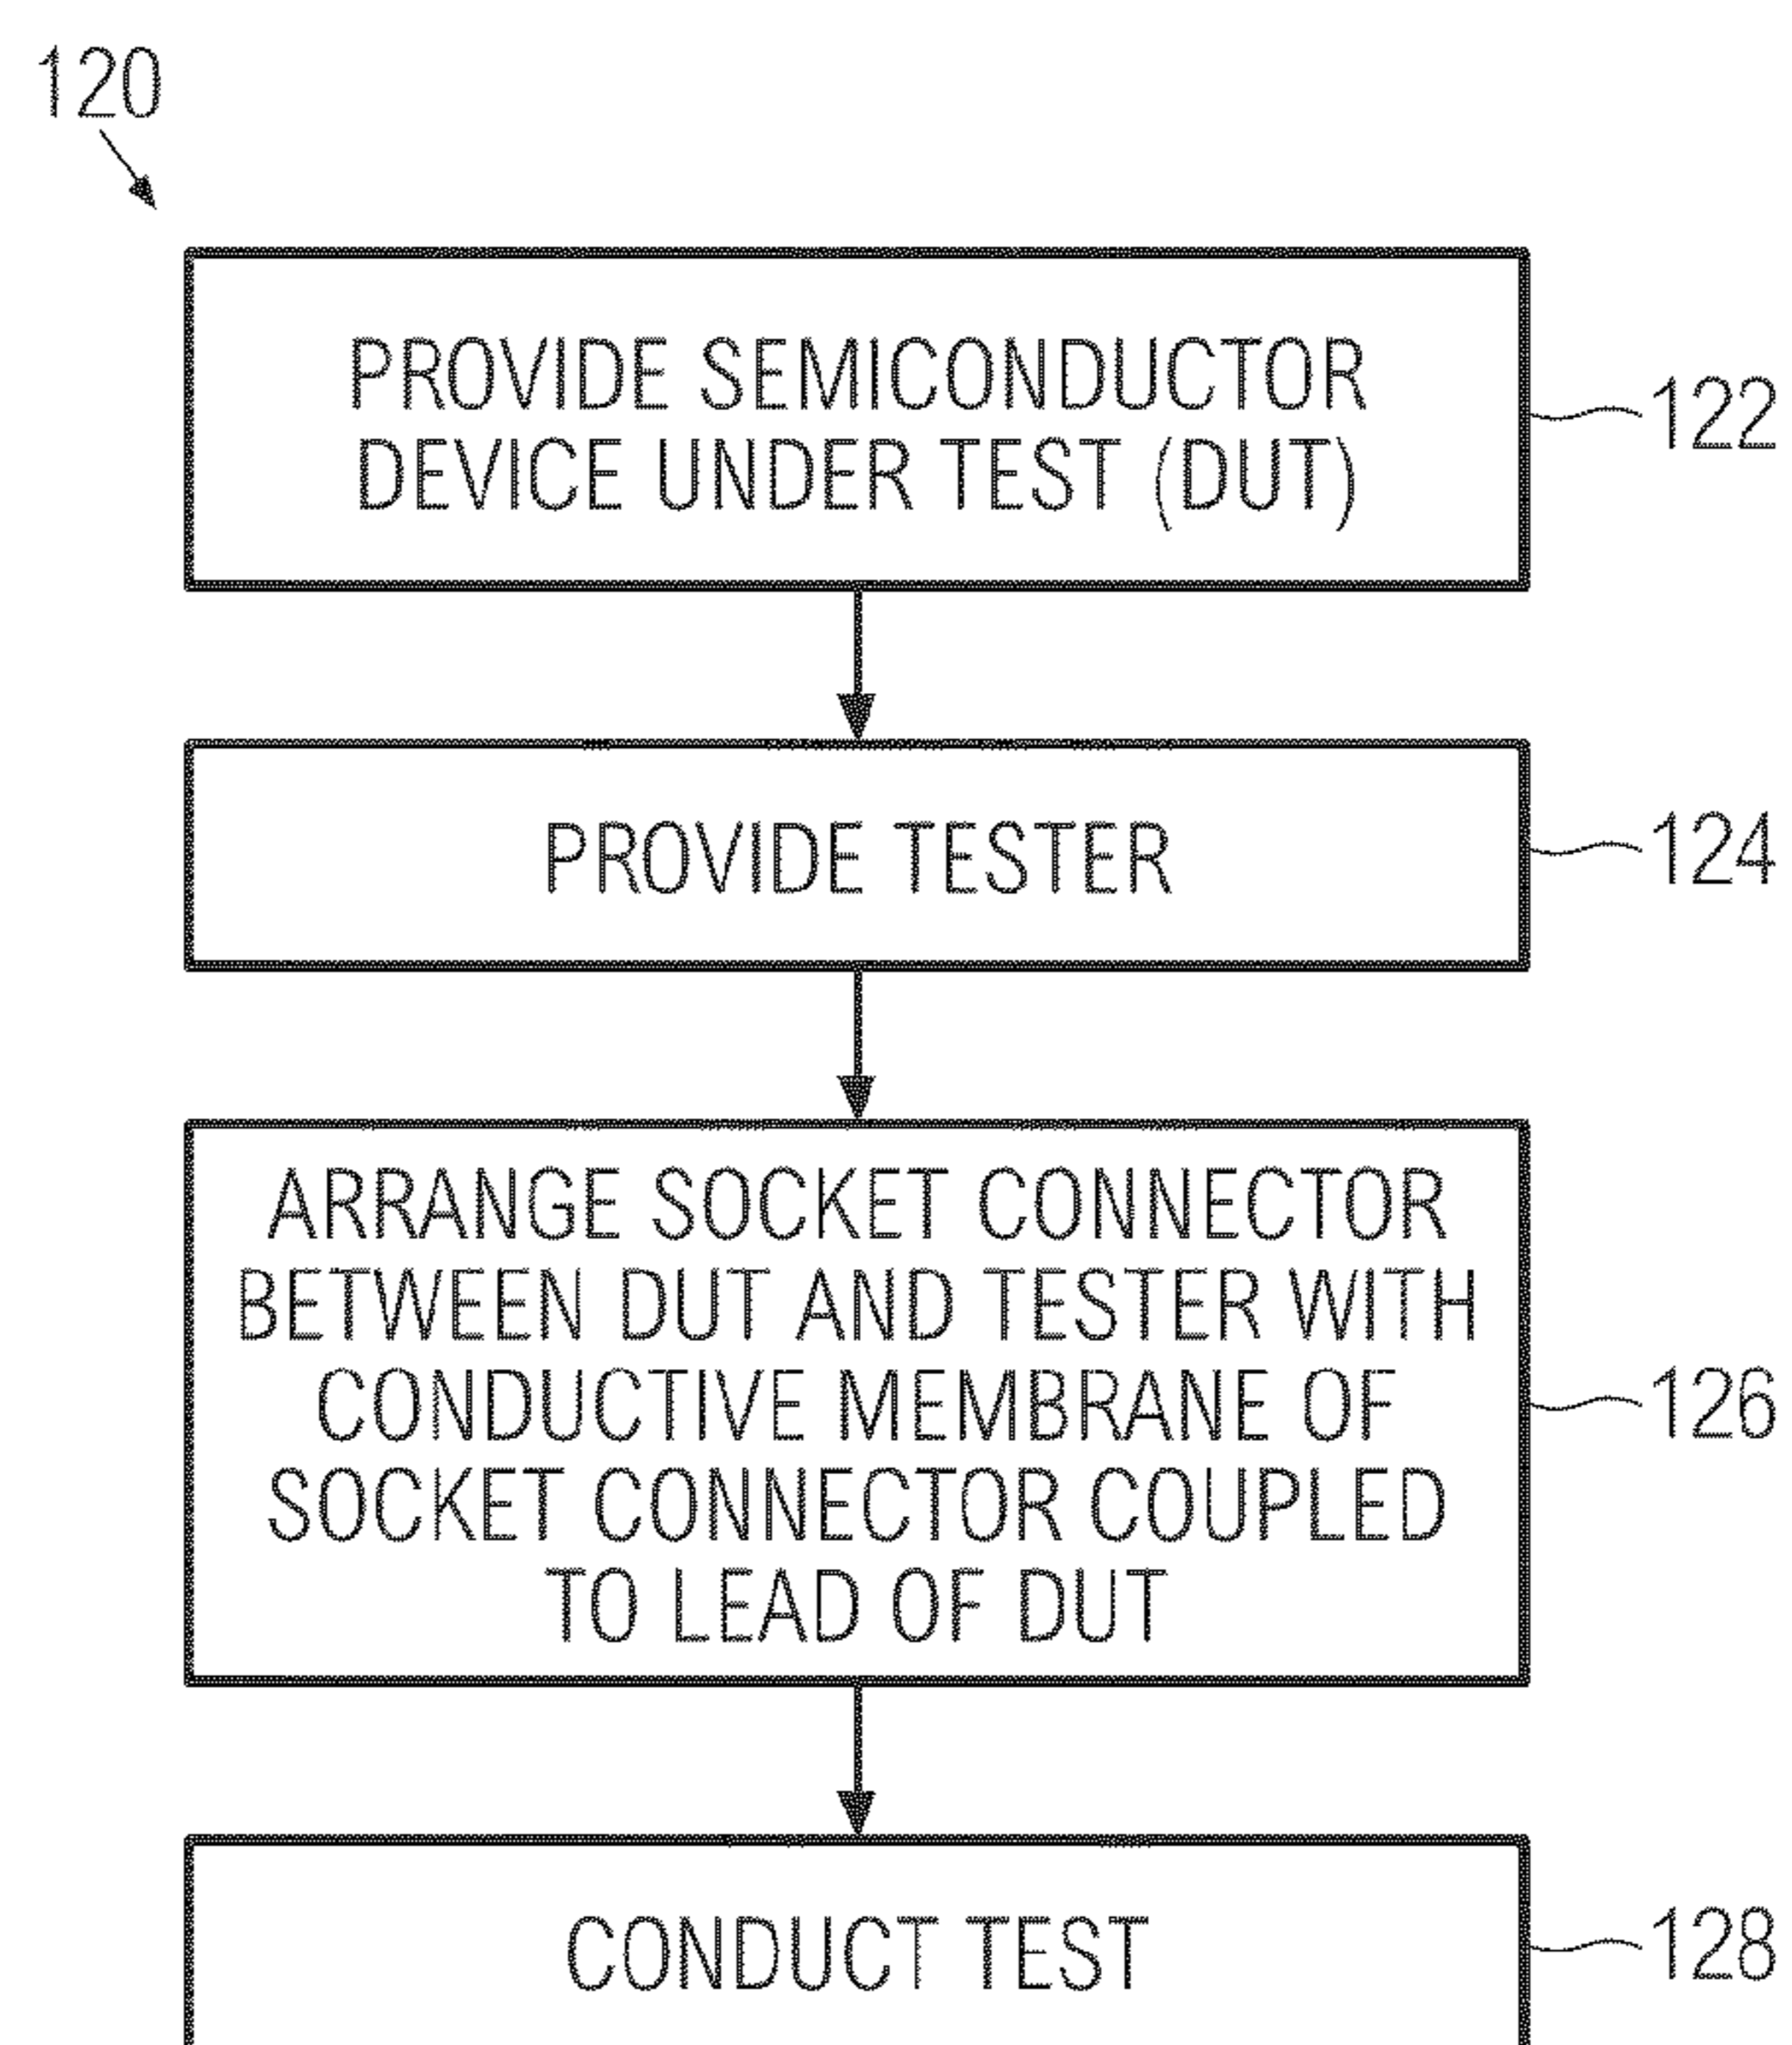 120
PROVIDE SEMICONDUCTOR
DEVICE UNDER TEST (DUT)
122
PROVIDE TESTER
124
ARRANGE SOCKET CONNECTOR
BETWEEN DUT AND TESTER WITH
CONDUCTIVE MEMBRANE OF
SOCKET CONNECTOR COUPLED
TO LEAD OF DUT
126
CONDUCT TEST
128